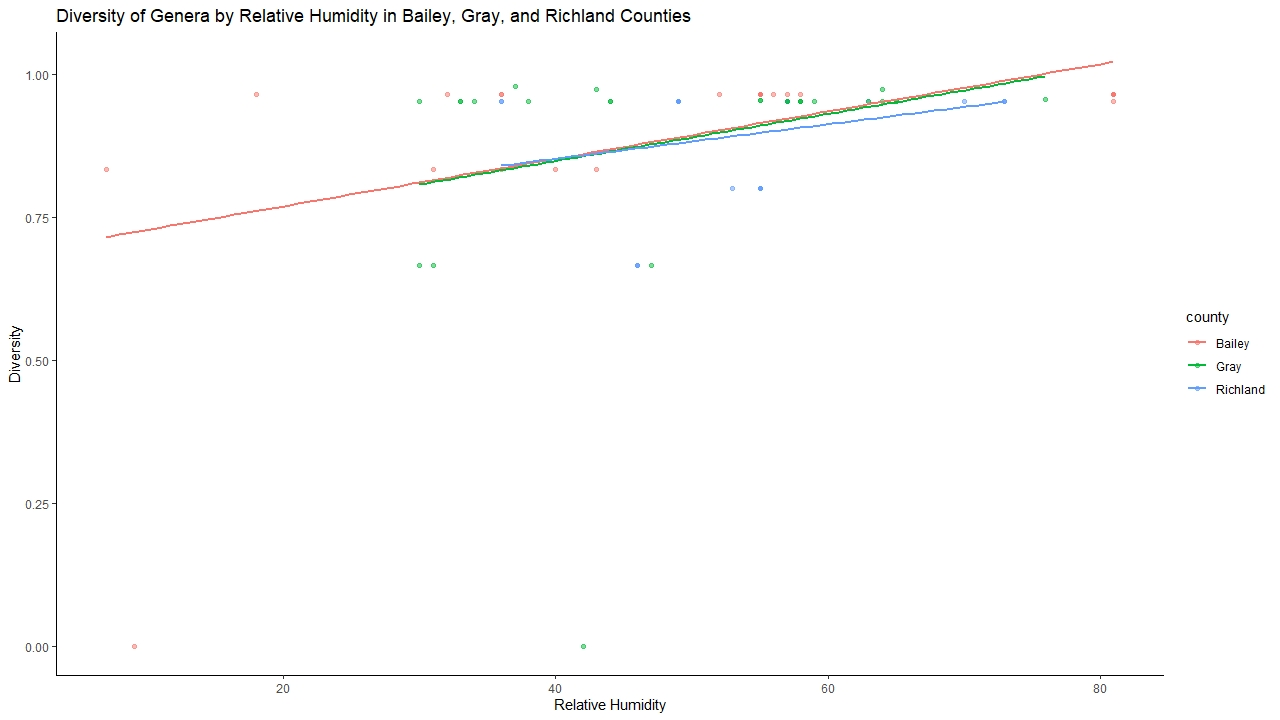 Diversity of Genera by Relative Humidity in Bailey, Gray, and Richland Counties
1.00
0.75
0.50
0.25
0.00
Diversity
20
40
60
80
Relative Humidity
county
Bailey
Gray
Richland